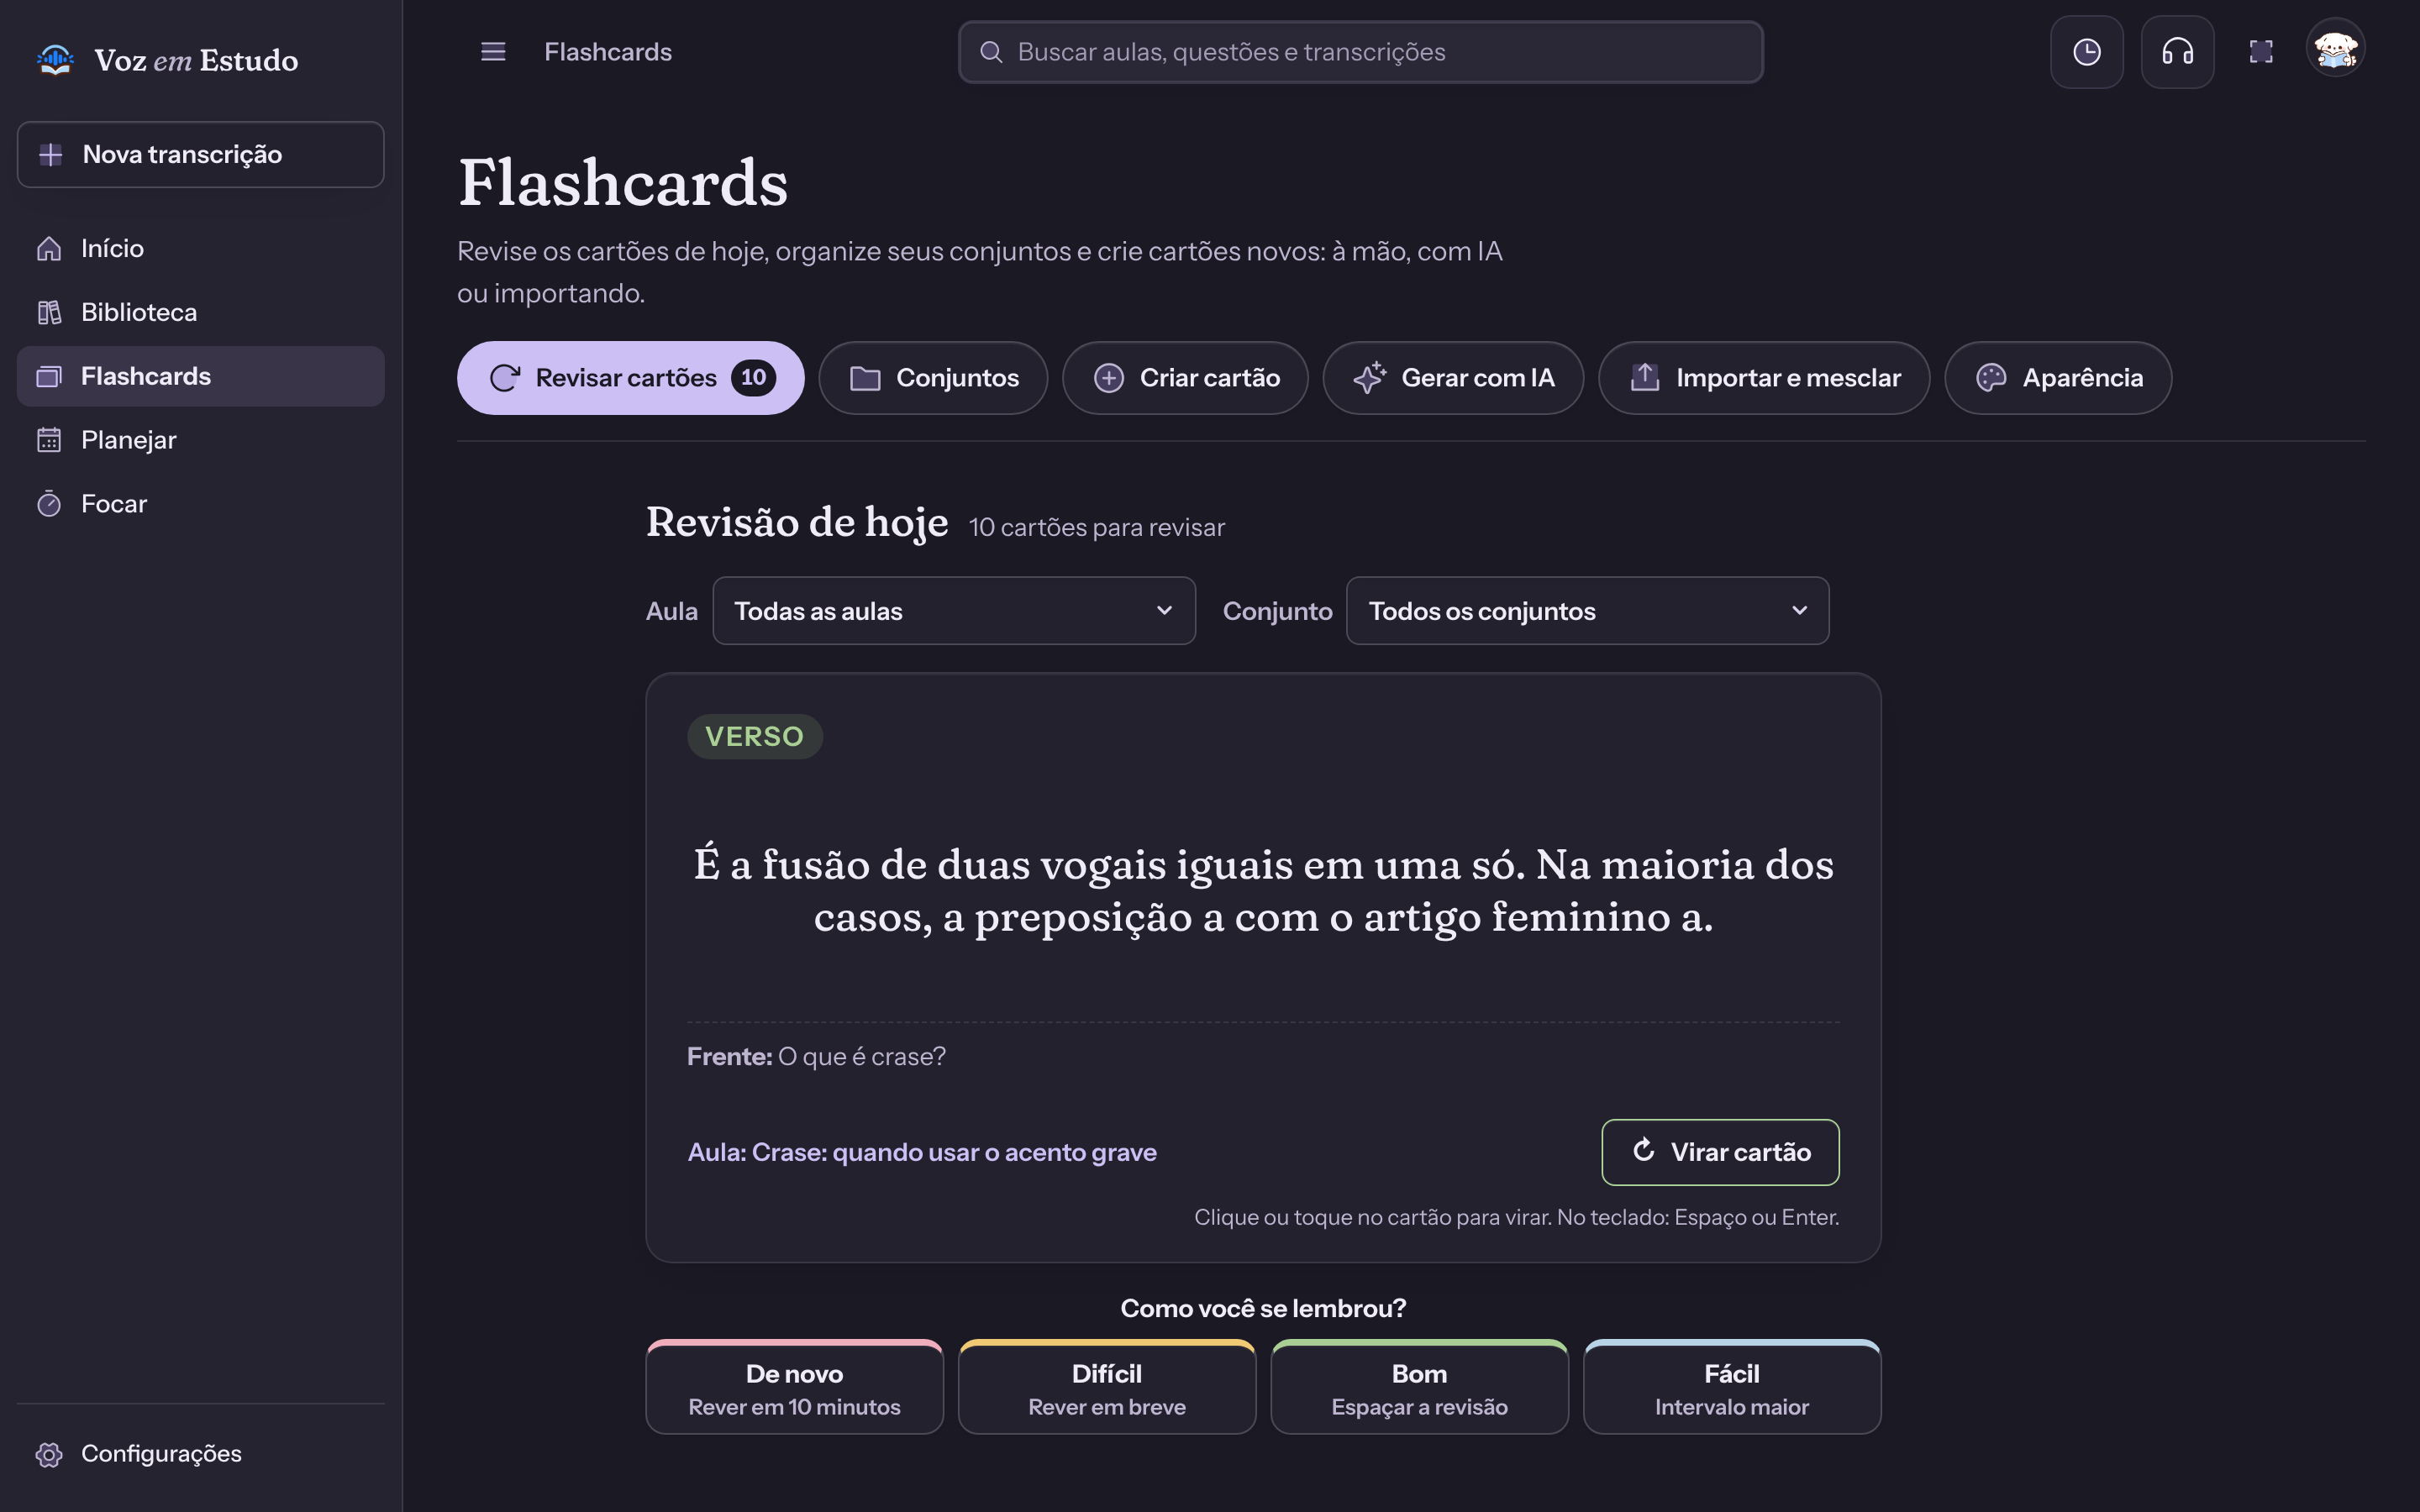 Voz em Estudo
Nova transcrição
Início
Biblioteca
Flashcards
Planejar
Focar
Configurações
Flashcards
Buscar aulas, questões e transcrições
Flashcards
Revise os cartões de hoje, organize seus conjuntos e crie cartões novos: à mão, com IA
ou importando.
Revisar cartões 10
Conjuntos
Criar cartão
Gerar com IA
Importar e mesclar
Aparência
Revisão de hoje 10 cartões para revisar
Aula Todas as aulas Conjunto Todos os conjuntos
VERSO
É a fusão de duas vogais iguais em uma só. Na maioria dos
casos, a preposição a com o artigo feminino a.
Frente: O que é crase?
Aula: Crase: quando usar o acento grave
Virar cartão
Clique ou toque no cartão para virar. No teclado: Espaço ou Enter.
Como você se lembrou?
De novo
Rever em 10 minutos
Difícil
Rever em breve
Bom
Espaçar a revisão
Fácil
Intervalo maior